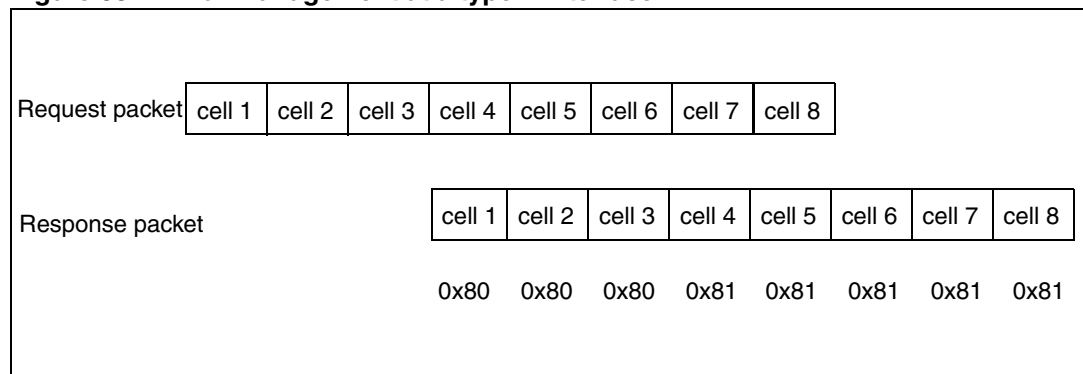 Request packet cell 1 cell 2 cell 3 cell 4 cell 5 cell 6 cell 7 cell 8
Response packet cell 1 cell 2 cell 3 cell 4 cell 5 cell 6 cell 7 cell 8
0x80 0x80 0x80 0x81 0x81 0x81 0x81 0x81